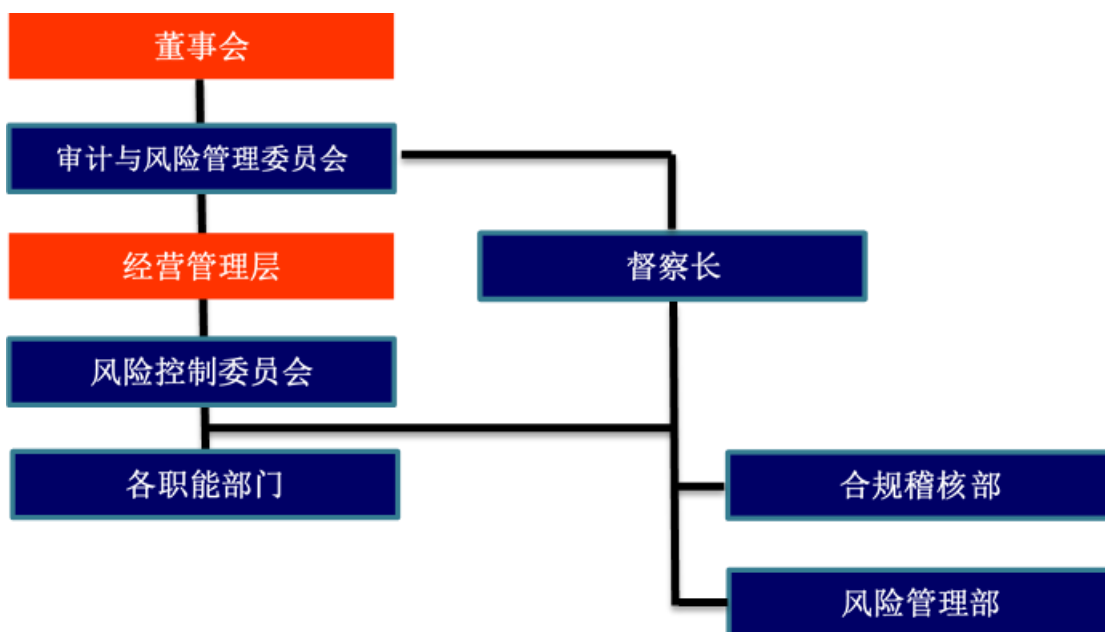 董事会
审计与风险管理委员会
经营管理层
督察长
风险控制委员会
各职能部门
合规稽核部
风险管理部